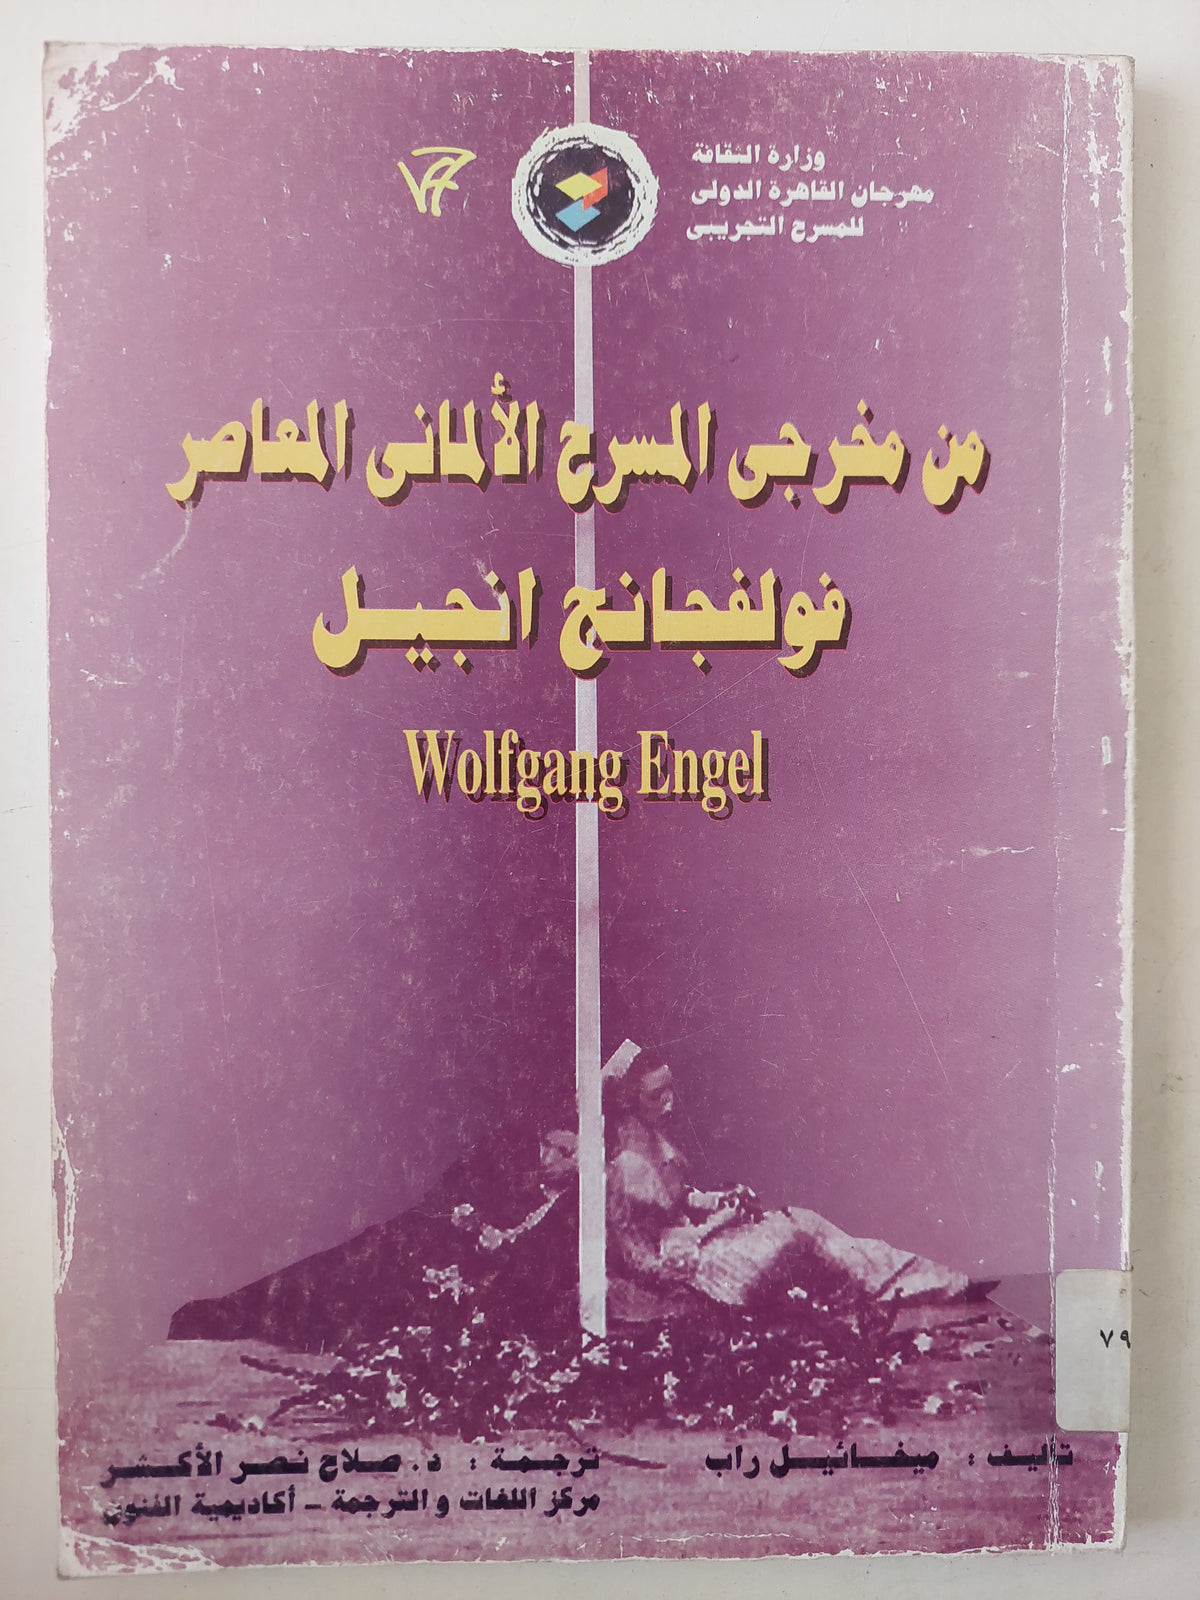 وزارة الثقافة
مهرجان القاهرة الدولى
للمسرح التجريبى
من مخرجى المسرح الألمانى المعاصر
فولفجانج انجيل
Wolfgang Engel
تأليف : ميخائيل راب
ترجمة : د. صلاح نصر الأكشر
مركز اللغات والترجمة - أكاديمية الفنون
٧٩